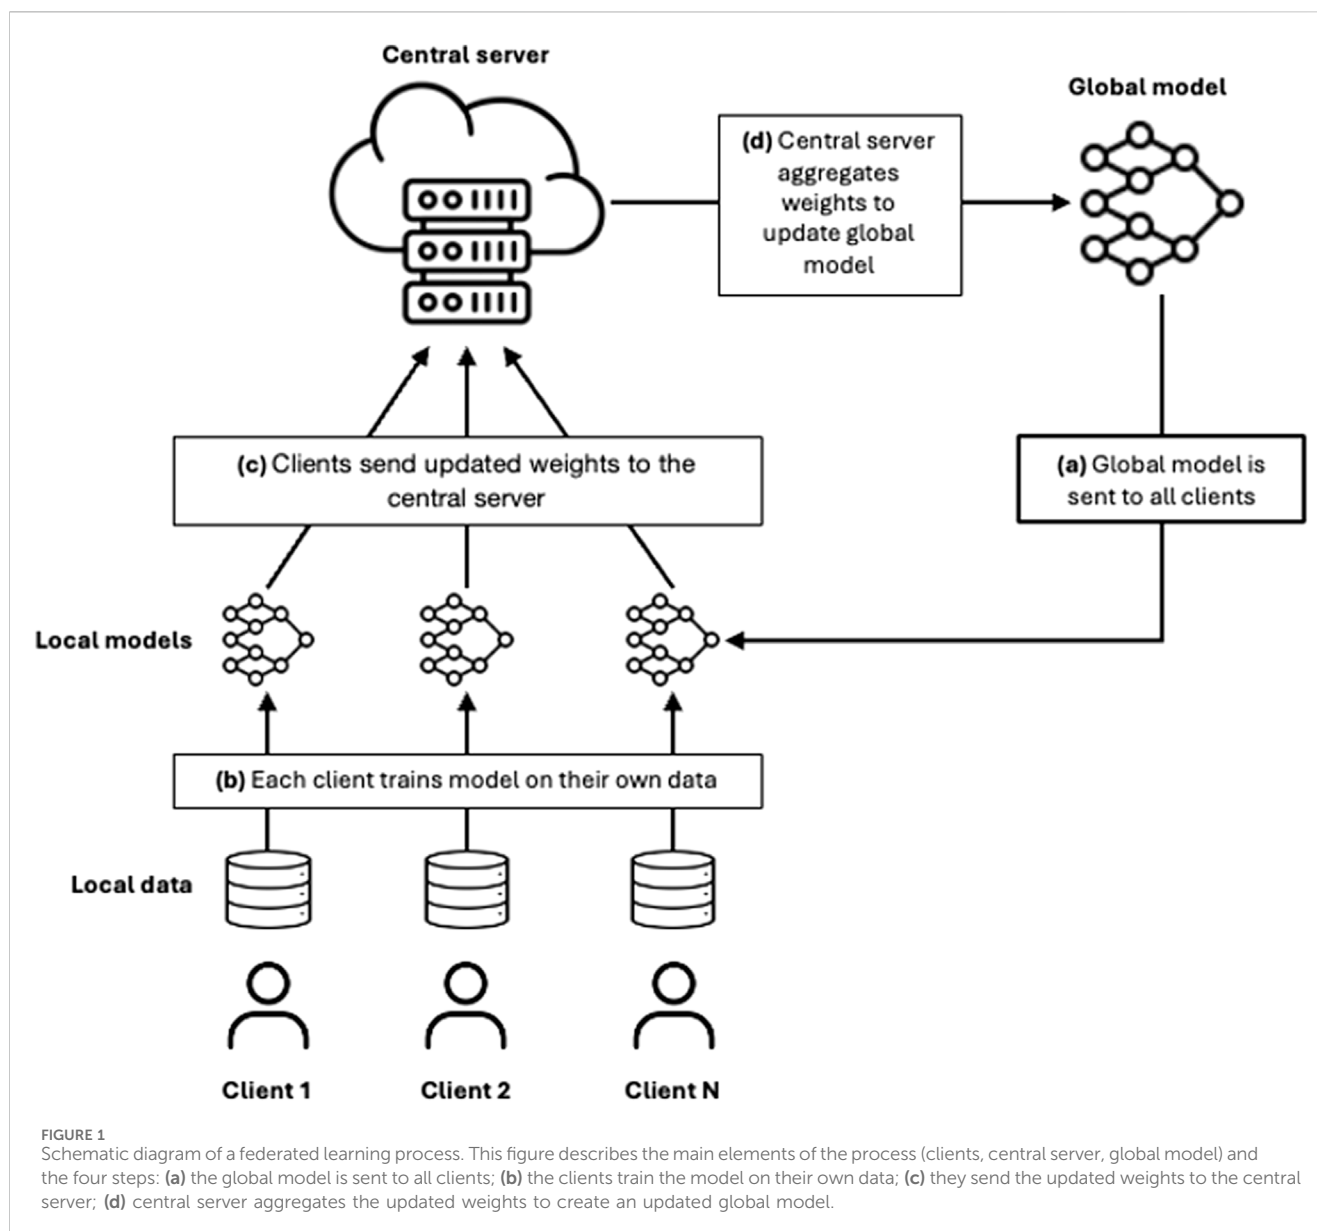 Central server
Global model
(d) Central server
aggregates
weights to
update global
model
(c) Clients send updated weights to the
central server
(a) Global model is
sent to all clients
Local models
(b) Each client trains model on their own data
Local data
Client 1
Client 2
Client N
FIGURE 1
Schematic diagram of a federated learning process. This figure describes the main elements of the process (clients, central server, global model) and
the four steps: (a) the global model is sent to all clients; (b) the clients train the model on their own data; (c) they send the updated weights to the central
server; (d) central server aggregates the updated weights to create an updated global model.